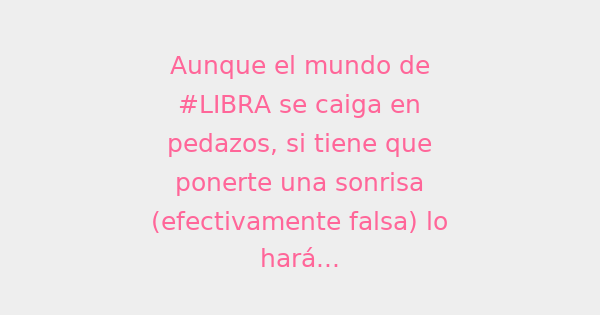 Aunque el mundo de
#LIBRA se caiga en
pedazos, si tiene que
ponerte una sonrisa
(efectivamente falsa) lo
hará...